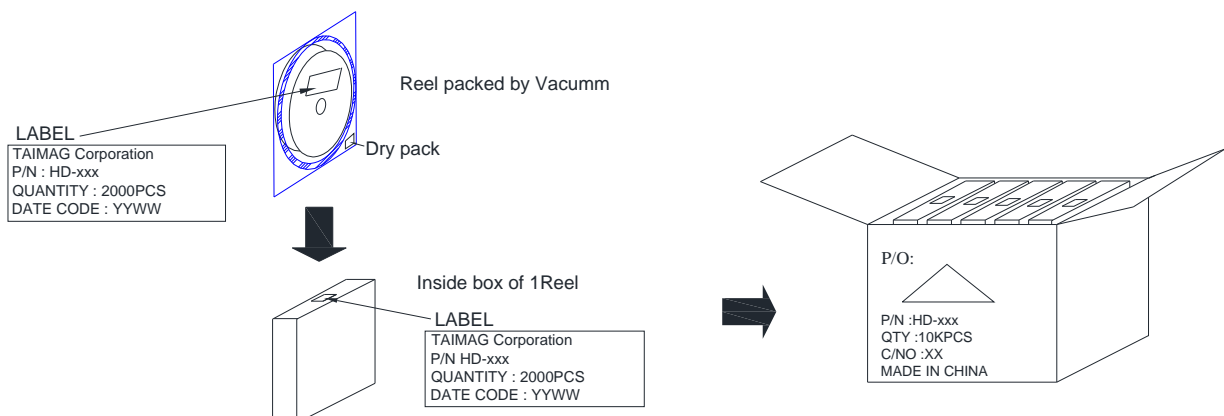 Reel packed by Vacumm
Dry pack
LABEL
TAIMAG Corporation
P/N : HD-xxx
QUANTITY : 2000PCS
DATE CODE : YYWW
Inside box of 1Reel
LABEL
TAIMAG Corporation
P/N HD-xxx
QUANTITY : 2000PCS
DATE CODE : YYWW
P/O:
P/N :HD-xxx
QTY :10KPCS
C/NO :XX
MADE IN CHINA